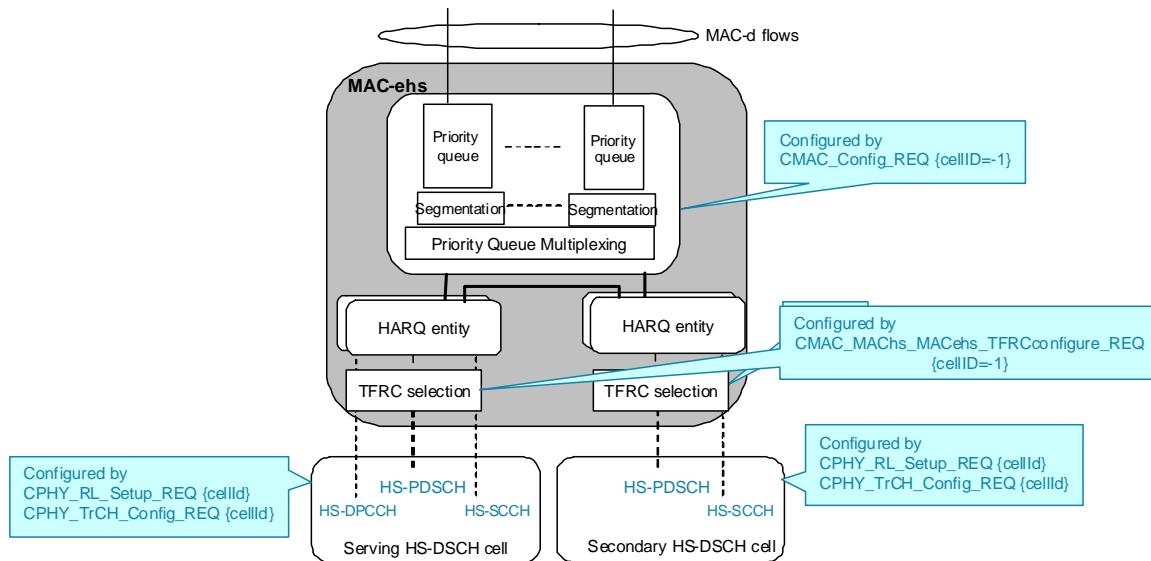 MAC-d flows
MAC-ehs
Priority
queue
Priority
queue
Configured by
CMAC_Config_REQ {cellID=-1}
Segmentation
Segmentation
Priority Queue Multiplexing
HARQ entity
HARQ entity
Configured by
CMAC_MAChs_MACehs_TFRCconfigure_REQ
{cellID=-1}
TFRC selection
TFRC selection
Configured by
CPHY_RL_Setup_REQ {cellId}
CPHY_TrCH_Config_REQ {cellId}
Configured by
CPHY_RL_Setup_REQ {cellId}
CPHY_TrCH_Config_REQ {cellId}
HS-PDSCH
HS-DPCCH
HS-SCCH
Serving HS-DSCH cell
HS-PDSCH
HS-SCCH
Secondary HS-DSCH cell